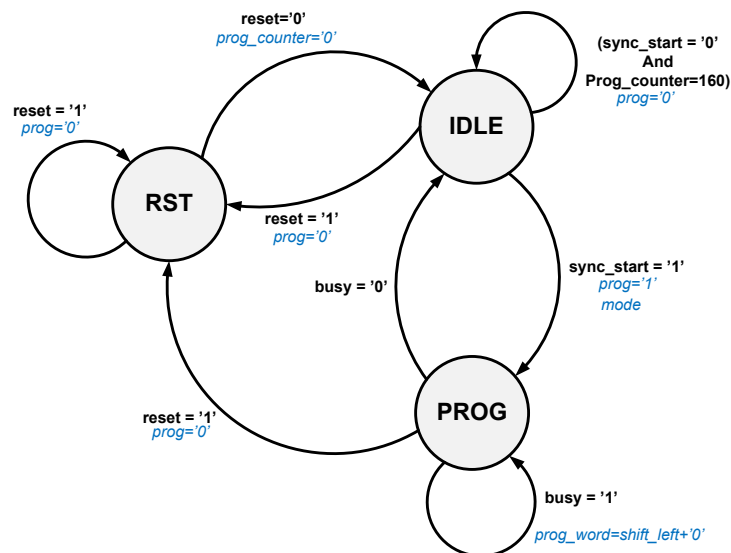 reset='0'
prog_counter='0'
(sync_start = '0'
And
Prog_counter=160)
prog='0'
reset = '1'
prog='0'
IDLE
RST
reset = '1'
prog='0'
busy = '0'
sync_start = '1'
prog='1'
mode
PROG
reset = '1'
prog='0'
busy = '1'
prog_word=shift_left+'0'